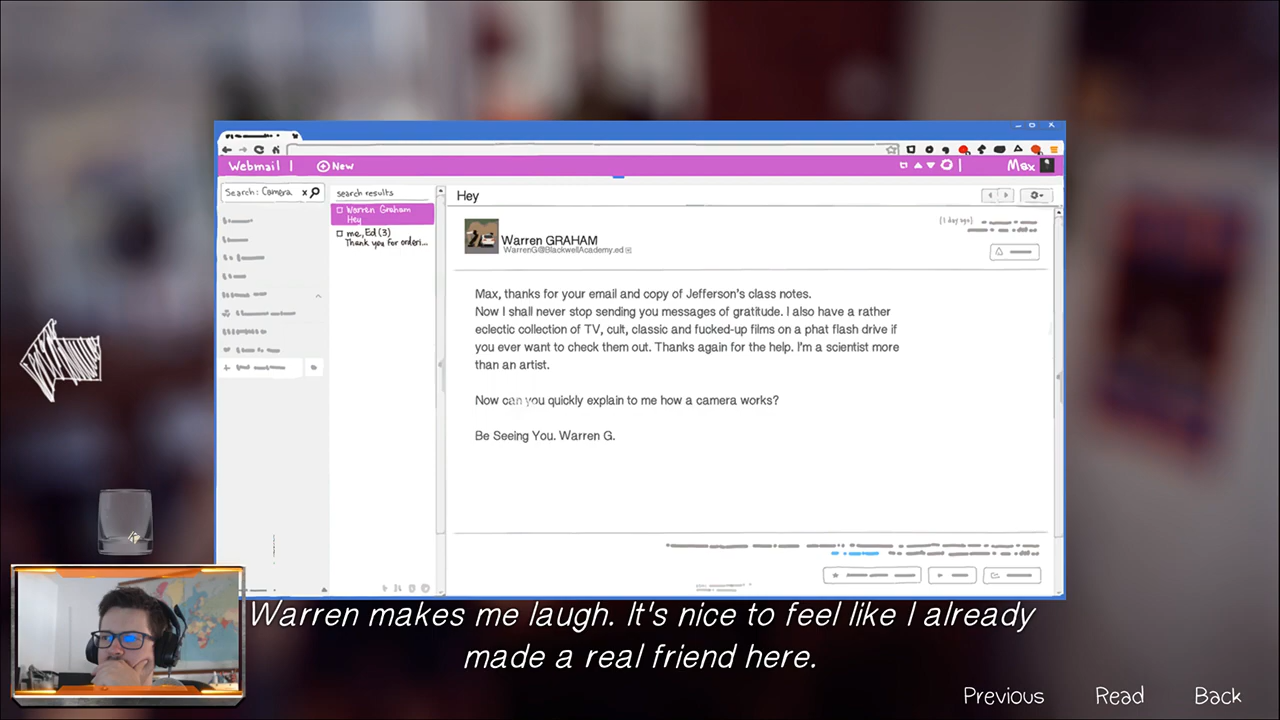 Webmail |
New
Max
Search: Camera x
search results
Hey
Warren Graham
Hey
me, Ed (3)
Thank you for orderi...
(1 day ago)
Warren GRAHAM
WarrenG@BlackwellAcademy.ed
Max, thanks for your email and copy of Jefferson's class notes.
Now I shall never stop sending you messages of gratitude. I also have a rather
eclectic collection of TV, cult, classic and fucked-up films on a phat flash drive if
you ever want to check them out. Thanks again for the help. I'm a scientist more
than an artist.
Now can you quickly explain to me how a camera works?
Be Seeing You. Warren G.
Warren makes me laugh. It's nice to feel like I already
made a real friend here.
Previous
Read
Back